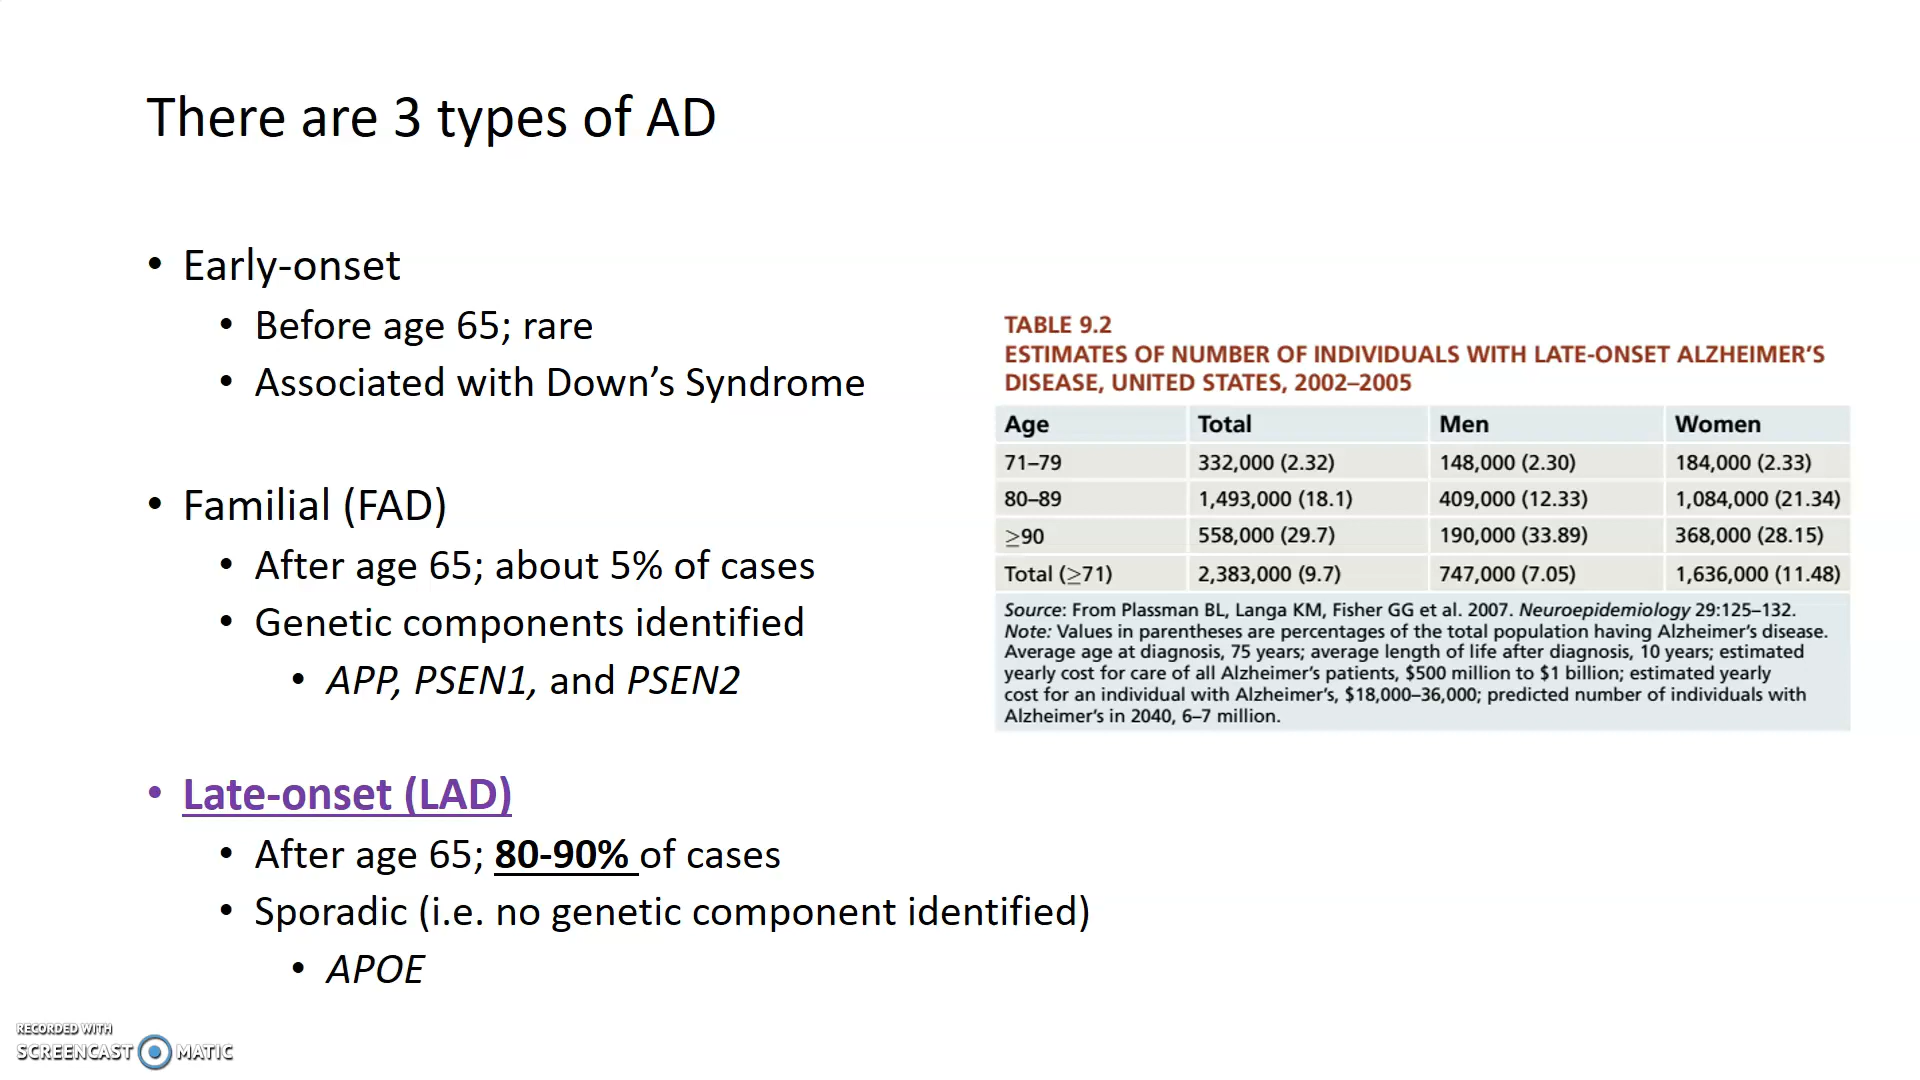 There are 3 types of AD
• Early-onset
• Before age 65; rare
• Associated with Down’s Syndrome
• Familial (FAD)
• After age 65; about 5% of cases
• Genetic components identified
• APP, PSEN1, and PSEN2
• Late-onset (LAD)
• After age 65; 80-90% of cases
• Sporadic (i.e. no genetic component identified)
• APOE
TABLE 9.2
ESTIMATES OF NUMBER OF INDIVIDUALS WITH LATE-ONSET ALZHEIMER’S
DISEASE, UNITED STATES, 2002–2005
Age Total Men Women
71–79 332,000 (2.32) 148,000 (2.30) 184,000 (2.33)
80–89 1,493,000 (18.1) 409,000 (12.33) 1,084,000 (21.34)
≥90 558,000 (29.7) 190,000 (33.89) 368,000 (28.15)
Total (≥71) 2,383,000 (9.7) 747,000 (7.05) 1,636,000 (11.48)
Source: From Plassman BL, Langa KM, Fisher GG et al. 2007. Neuroepidemiology 29:125–132.
Note: Values in parentheses are percentages of the total population having Alzheimer’s disease.
Average age at diagnosis, 75 years; average length of life after diagnosis, 10 years; estimated
yearly cost for care of all Alzheimer’s patients, $500 million to $1 billion; estimated yearly
cost for an individual with Alzheimer’s, $18,000–36,000; predicted number of individuals with
Alzheimer’s in 2040, 6–7 million.
RECORDED WITH
SCREENCAST MATIC